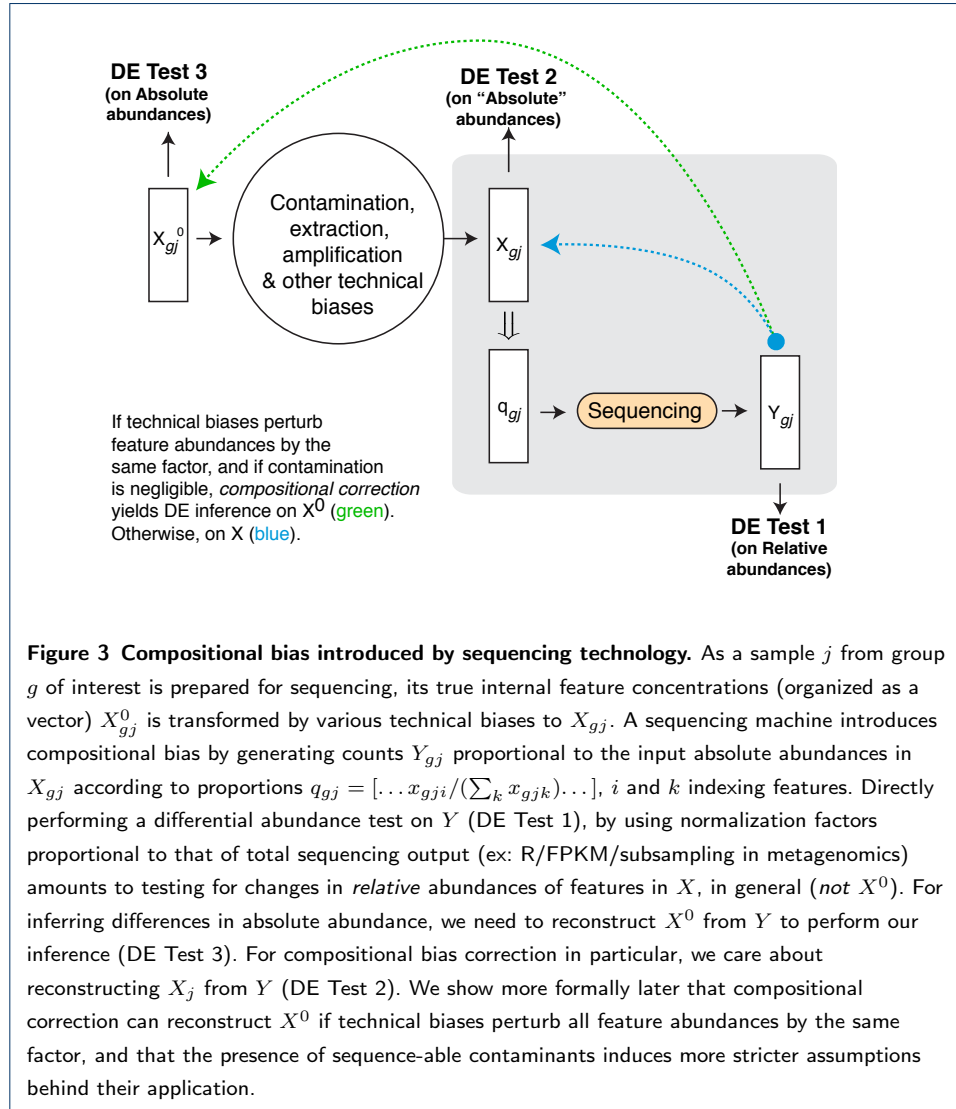 DE Test 3
(on Absolute
abundances)
DE Test 2
(on “Absolute”
abundances)
X_gj^0
Contamination,
extraction,
amplification
& other technical
biases
X_gj
q_gj
Sequencing
Y_gj
If technical biases perturb
feature abundances by the
same factor, and if contamination
is negligible, compositional correction
yields DE inference on X^0 (green).
Otherwise, on X (blue).
DE Test 1
(on Relative
abundances)
Figure 3 Compositional bias introduced by sequencing technology. As a sample j from group
g of interest is prepared for sequencing, its true internal feature concentrations (organized as a
vector) X_gj^0 is transformed by various technical biases to X_gj. A sequencing machine introduces
compositional bias by generating counts Y_gj proportional to the input absolute abundances in
X_gj according to proportions q_gj = [. . . x_gji/(∑_k x_gjk) . . . ], i and k indexing features. Directly
performing a differential abundance test on Y (DE Test 1), by using normalization factors
proportional to that of total sequencing output (ex: R/FPKM/subsampling in metagenomics)
amounts to testing for changes in relative abundances of features in X, in general (not X^0). For
inferring differences in absolute abundance, we need to reconstruct X^0 from Y to perform our
inference (DE Test 3). For compositional bias correction in particular, we care about
reconstructing X_j from Y (DE Test 2). We show more formally later that compositional
correction can reconstruct X^0 if technical biases perturb all feature abundances by the same
factor, and that the presence of sequence-able contaminants induces more stricter assumptions
behind their application.